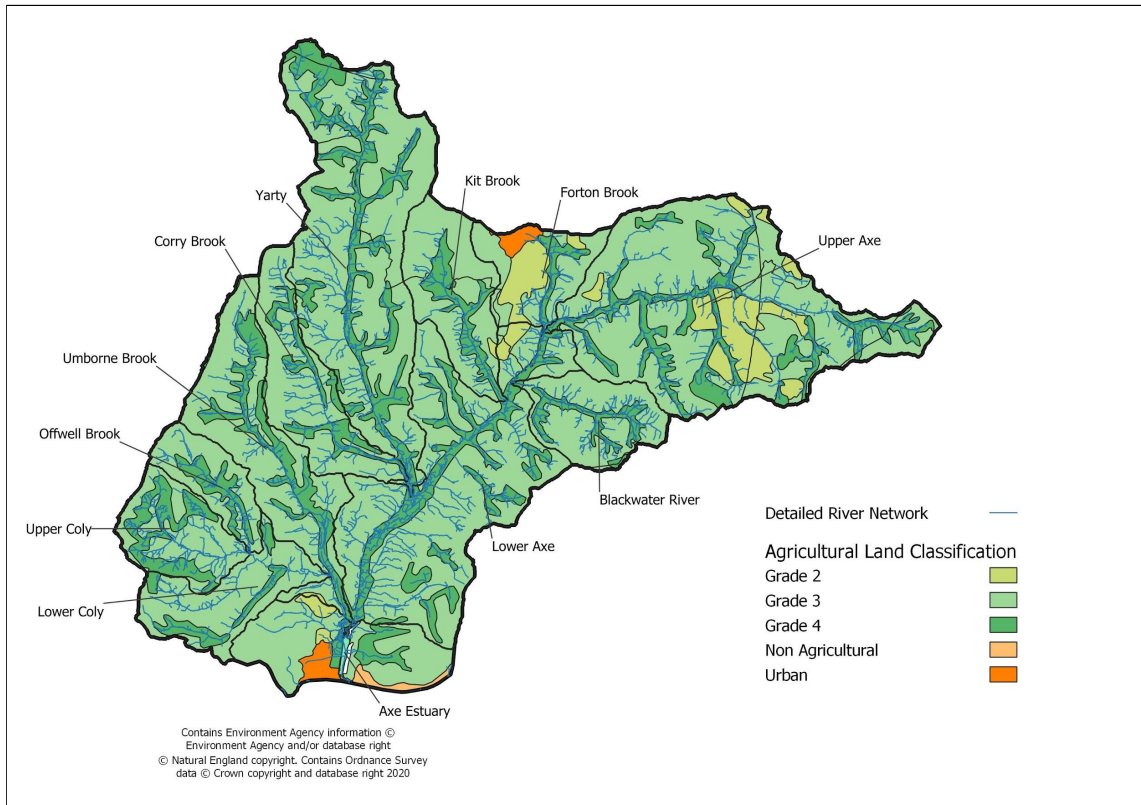 Kit Brook
Forton Brook
Yarty
Corry Brook
Upper Axe
Umborne Brook
Offwell Brook
Blackwater River
Upper Coly
Lower Axe
Lower Coly
Axe Estuary
Detailed River Network
Agricultural Land Classification
Grade 2
Grade 3
Grade 4
Non Agricultural
Urban
Contains Environment Agency information ©
Environment Agency and/or database right
© Natural England copyright. Contains Ordnance Survey
data © Crown copyright and database right 2020